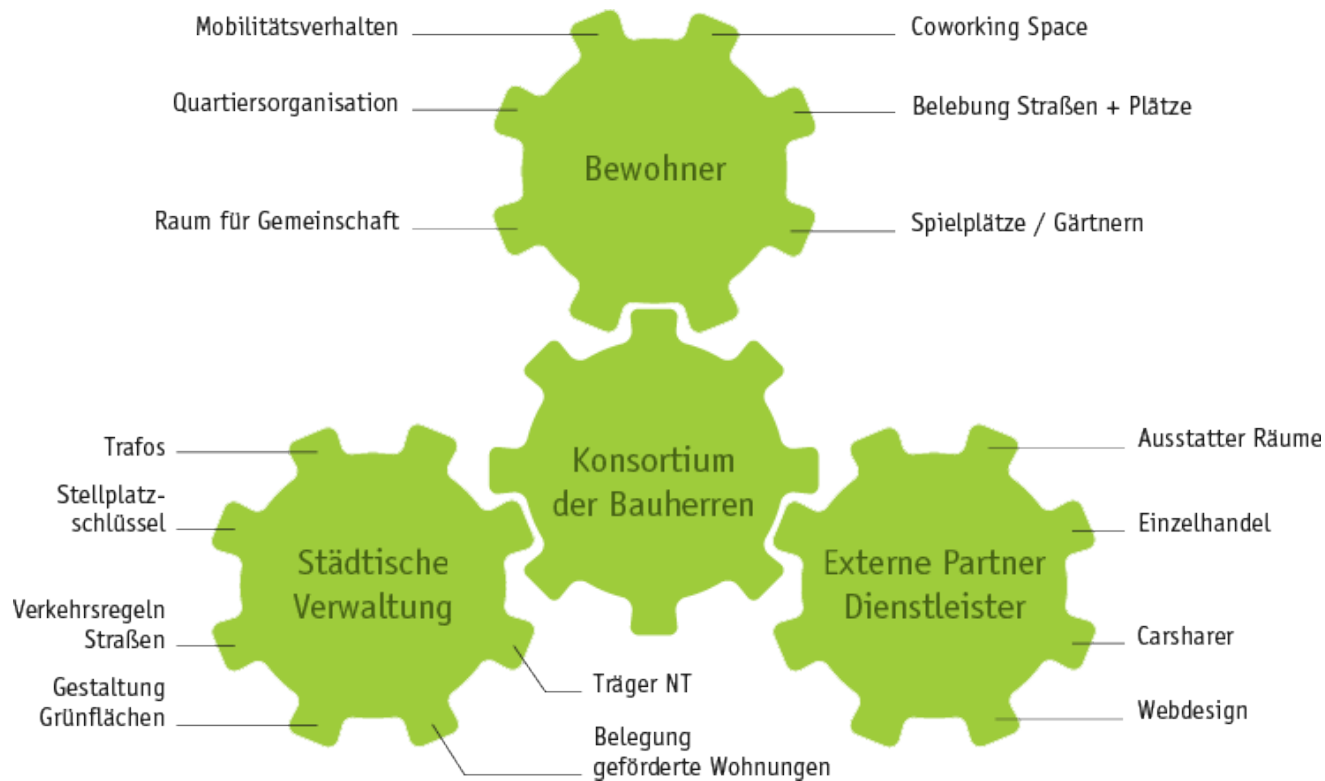 Mobilitätsverhalten
Quartiersorganisation
Raum für Gemeinschaft
Bewohner
Coworking Space
Belebung Straßen + Plätze
Spielplätze / Gärtnern
Konsortium
der Bauherren
Trafos
Stellplatz-
schlüssel
Verkehrsregeln
Straßen
Gestaltung
Grünflächen
Städtische
Verwaltung
Träger NT
Belegung
geförderte Wohnungen
Externe Partner
Dienstleister
Ausstatter Räume
Einzelhandel
Carsharer
Webdesign